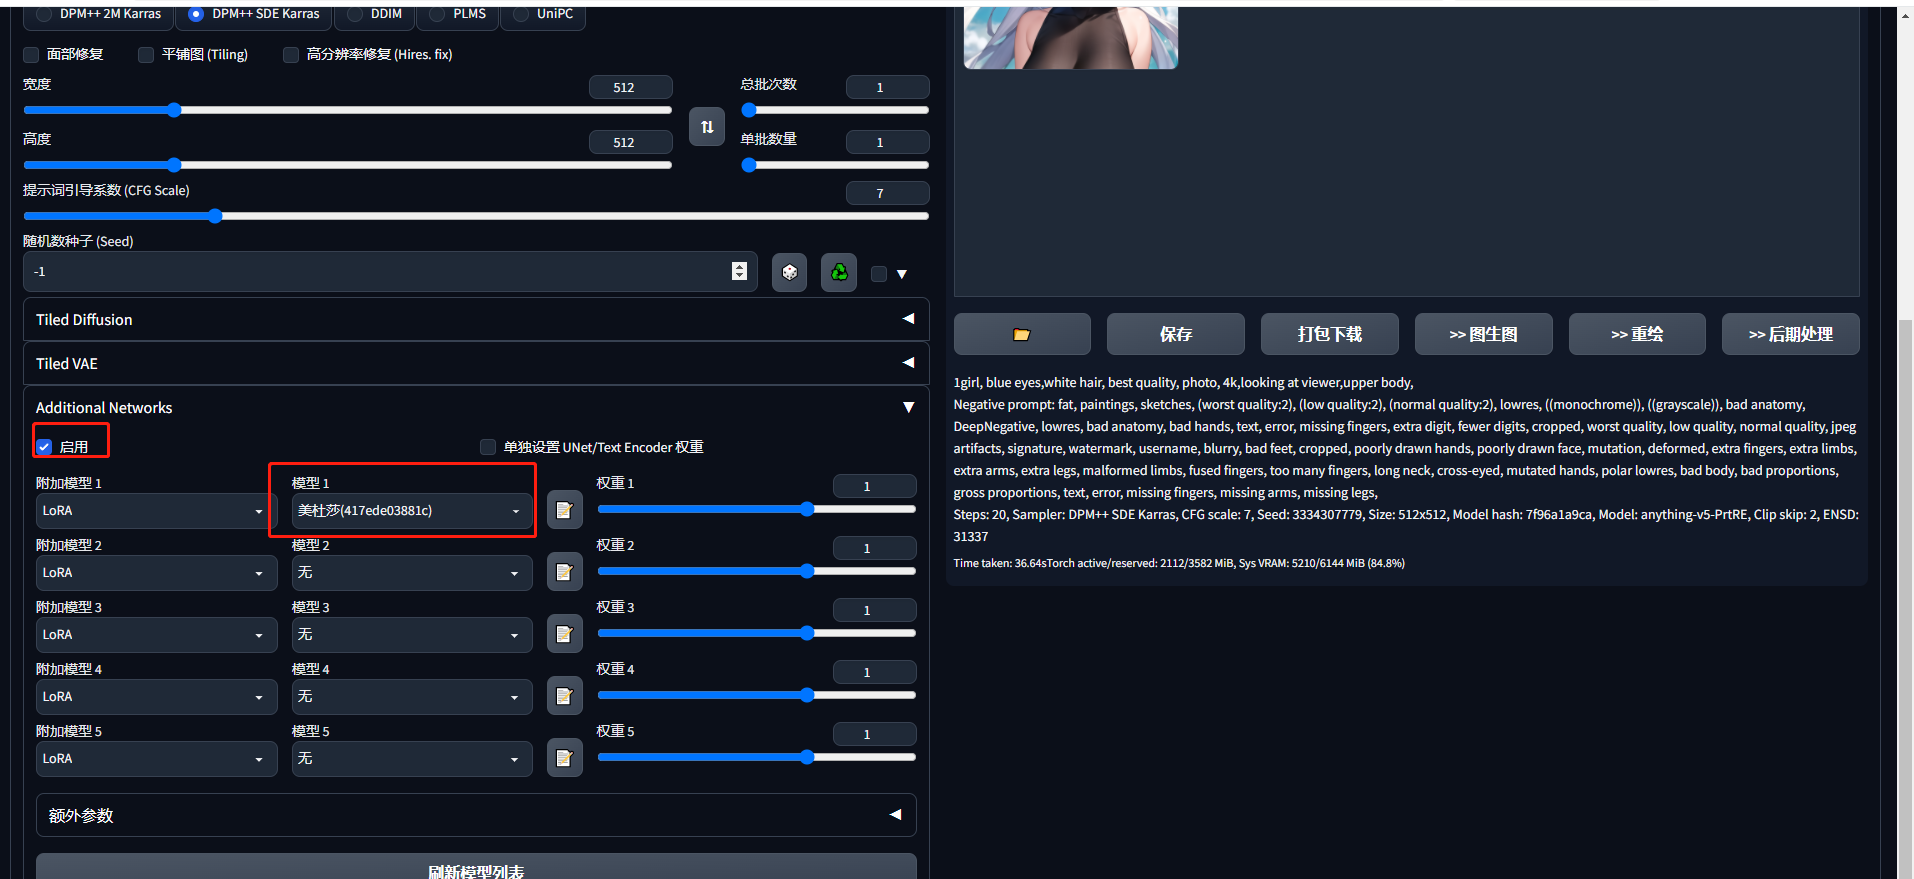 DPM++ 2M Karras
DPM++ SDE Karras
DDIM
PLMS
UniPC
面部修复
平铺图 (Tiling)
高分辨率修复 (Hires. fix)
宽度
512
总批次数
1
高度
512
单批数量
1
提示词引导系数 (CFG Scale)
7
随机数种子 (Seed)
-1
Tiled Diffusion
Tiled VAE
Additional Networks
启用
单独设置 UNet/Text Encoder 权重
附加模型 1
LoRA
模型 1
美杜莎(417ede03881c)
权重 1
1
附加模型 2
LoRA
模型 2
无
权重 2
1
附加模型 3
LoRA
模型 3
无
权重 3
1
附加模型 4
LoRA
模型 4
无
权重 4
1
附加模型 5
LoRA
模型 5
无
权重 5
1
额外参数
刷新模型列表
保存
打包下载
>> 图生图
>> 重绘
>> 后期处理
1girl, blue eyes,white hair, best quality, photo, 4k,looking at viewer,upper body,
Negative prompt: fat, paintings, sketches, (worst quality:2), (low quality:2), (normal quality:2), lowres, ((monochrome)), ((grayscale)), bad anatomy,
DeepNegative, lowres, bad anatomy, bad hands, text, error, missing fingers, extra digit, fewer digits, cropped, worst quality, low quality, normal quality, jpeg
artifacts, signature, watermark, username, blurry, bad feet, cropped, poorly drawn hands, poorly drawn face, mutation, deformed, extra fingers, extra limbs,
extra arms, extra legs, malformed limbs, fused fingers, too many fingers, long neck, cross-eyed, mutated hands, polar lowres, bad body, bad proportions,
gross proportions, text, error, missing fingers, missing arms, missing legs,
Steps: 20, Sampler: DPM++ SDE Karras, CFG scale: 7, Seed: 3334307779, Size: 512x512, Model hash: 7f96a1a9ca, Model: anything-v5-PrtRE, Clip skip: 2, ENSD:
31337
Time taken: 36.64sTorch active/reserved: 2112/3582 MiB, Sys VRAM: 5210/6144 MiB (84.8%)